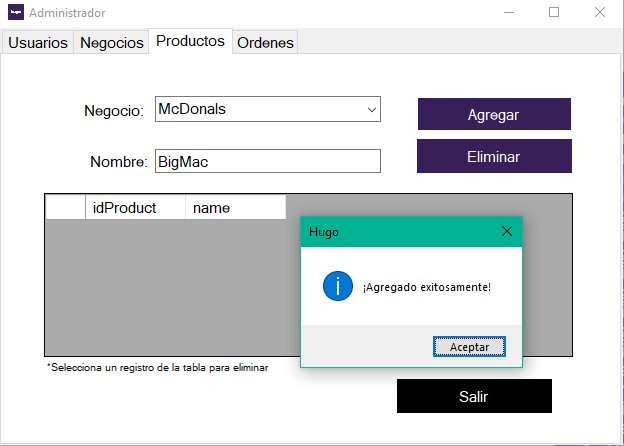 hugo Administrador
Usuarios Negocios Productos Ordenes
Negocio: McDonals Agregar
Nombre: BigMac Eliminar
idProduct name
Hugo
¡Agregado exitosamente!
Aceptar
*Selecciona un registro de la tabla para eliminar
Salir